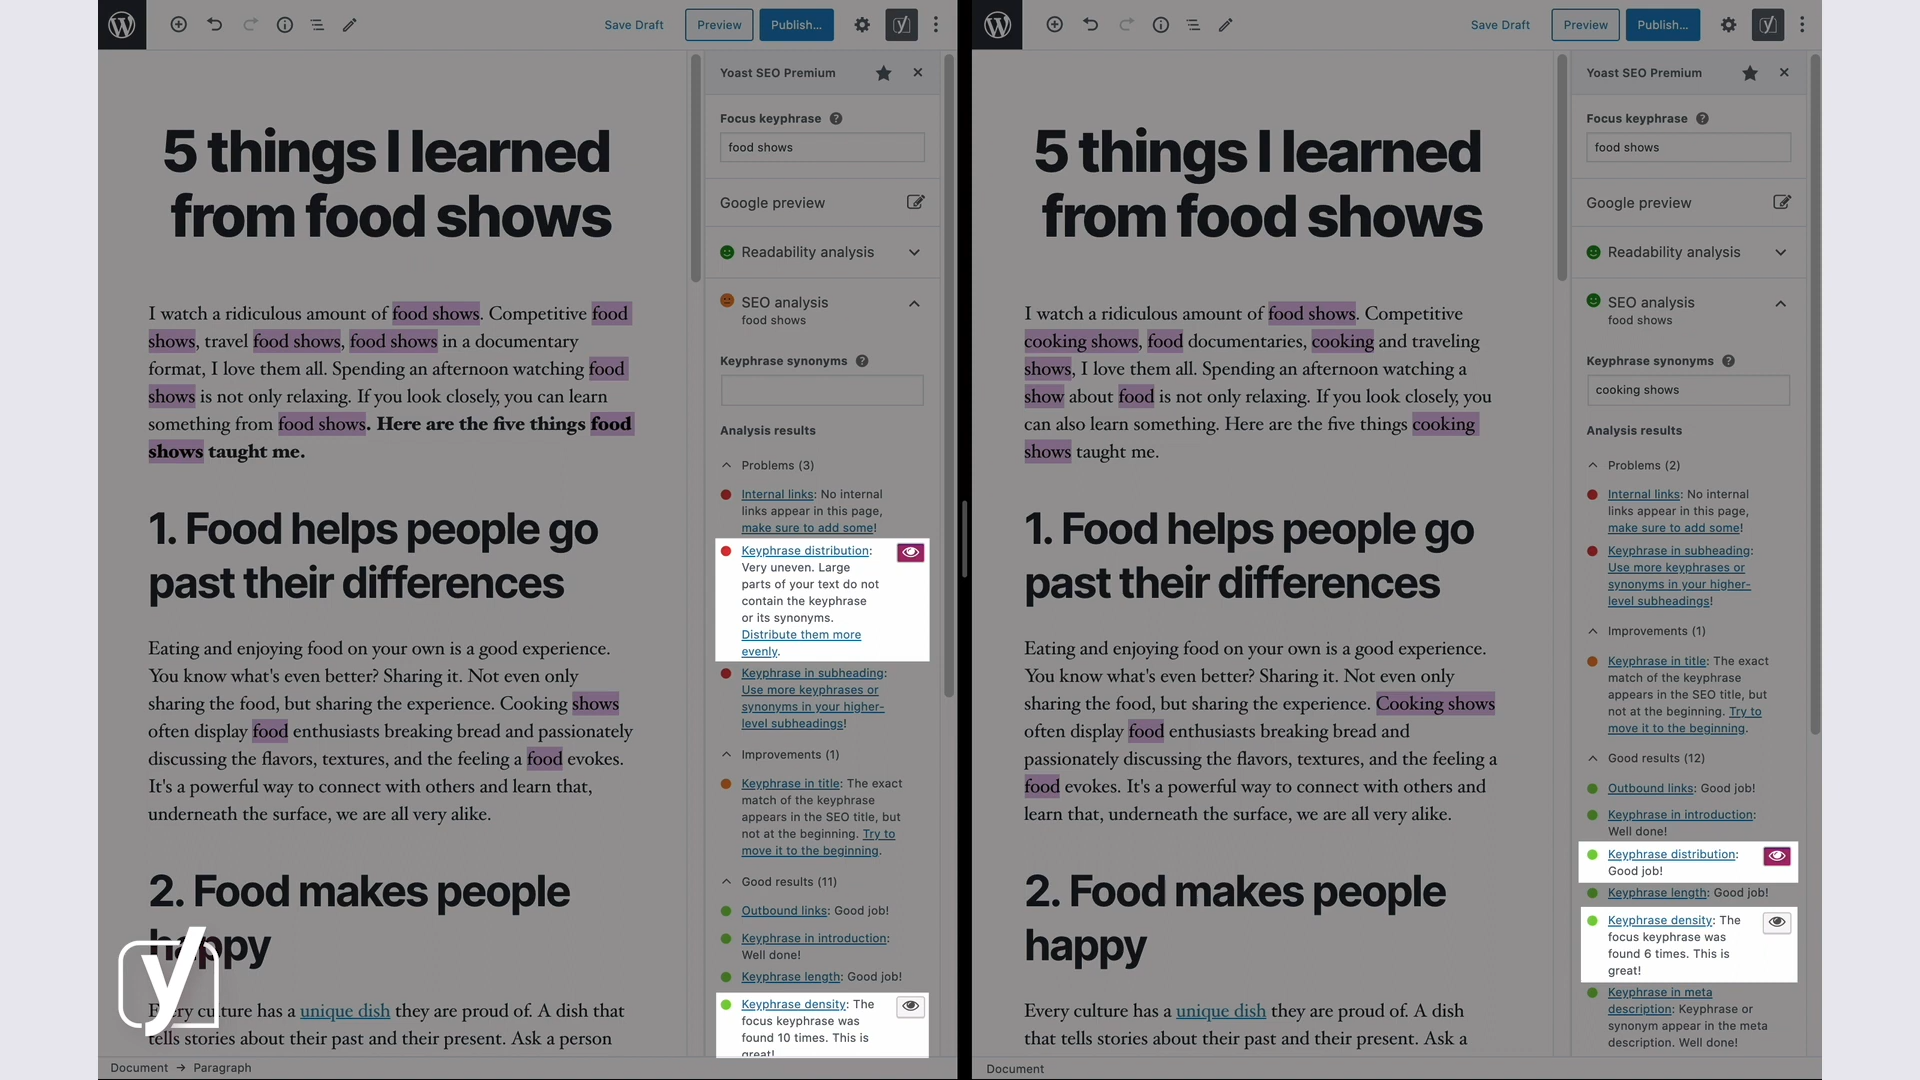 Save Draft
Preview
Publish...
5 things I learned
from food shows
I watch a ridiculous amount of food shows. Competitive food
shows, travel food shows, food shows in a documentary
format, I love them all. Spending an afternoon watching food
shows is not only relaxing. If you look closely, you can learn
something from food shows. Here are the five things food
shows taught me.
1. Food helps people go
past their differences
Eating and enjoying food on your own is a good experience.
You know what's even better? Sharing it. Not even only
sharing the food, but sharing the experience. Cooking shows
often display food enthusiasts breaking bread and passionately
discussing the flavors, textures, and the feeling a food evokes.
It's a powerful way to connect with others and learn that,
underneath the surface, we are all very alike.
2. Food makes people
happy
Every culture has a unique dish they are proud of. A dish that
tells stories about their past and their present. Ask a person
Document → Paragraph
Yoast SEO Premium
Focus keyphrase
food shows
Google preview
Readability analysis
SEO analysis
food shows
Keyphrase synonyms
Analysis results
Problems (3)
Internal links: No internal
links appear in this page,
make sure to add some!
Keyphrase distribution:
Very uneven. Large
parts of your text do not
contain the keyphrase
or its synonyms.
Distribute them more
evenly.
Keyphrase in subheading:
Use more keyphrases or
synonyms in your higher-
level subheadings!
Improvements (1)
Keyphrase in title: The exact
match of the keyphrase
appears in the SEO title, but
not at the beginning. Try to
move it to the beginning.
Good results (11)
Outbound links: Good job!
Keyphrase in introduction:
Well done!
Keyphrase length: Good job!
Keyphrase density: The
focus keyphrase was
found 10 times. This is
great!
Save Draft
Preview
Publish...
5 things I learned
from food shows
I watch a ridiculous amount of food shows. Competitive
cooking shows, food documentaries, cooking and traveling
shows, I love them all. Spending an afternoon watching a
show about food is not only relaxing. If you look closely, you
can also learn something. Here are the five things cooking
shows taught me.
1. Food helps people go
past their differences
Eating and enjoying food on your own is a good experience.
You know what's even better? Sharing it. Not even only
sharing the food, but sharing the experience. Cooking shows
often display food enthusiasts breaking bread and
passionately discussing the flavors, textures, and the feeling a
food evokes. It's a powerful way to connect with others and
learn that, underneath the surface, we are all very alike.
2. Food makes people
happy
Every culture has a unique dish they are proud of. A dish
that tells stories about their past and their present. Ask a
Document
Yoast SEO Premium
Focus keyphrase
food shows
Google preview
Readability analysis
SEO analysis
food shows
Keyphrase synonyms
cooking shows
Analysis results
Problems (2)
Internal links: No internal
links appear in this page,
make sure to add some!
Keyphrase in subheading:
Use more keyphrases or
synonyms in your higher-
level subheadings!
Improvements (1)
Keyphrase in title: The exact
match of the keyphrase
appears in the SEO title, but
not at the beginning. Try to
move it to the beginning.
Good results (12)
Outbound links: Good job!
Keyphrase in introduction:
Well done!
Keyphrase distribution:
Good job!
Keyphrase length: Good job!
Keyphrase density: The
focus keyphrase was
found 6 times. This is
great!
Keyphrase in meta
description: Keyphrase or
synonym appear in the meta
description. Well done!